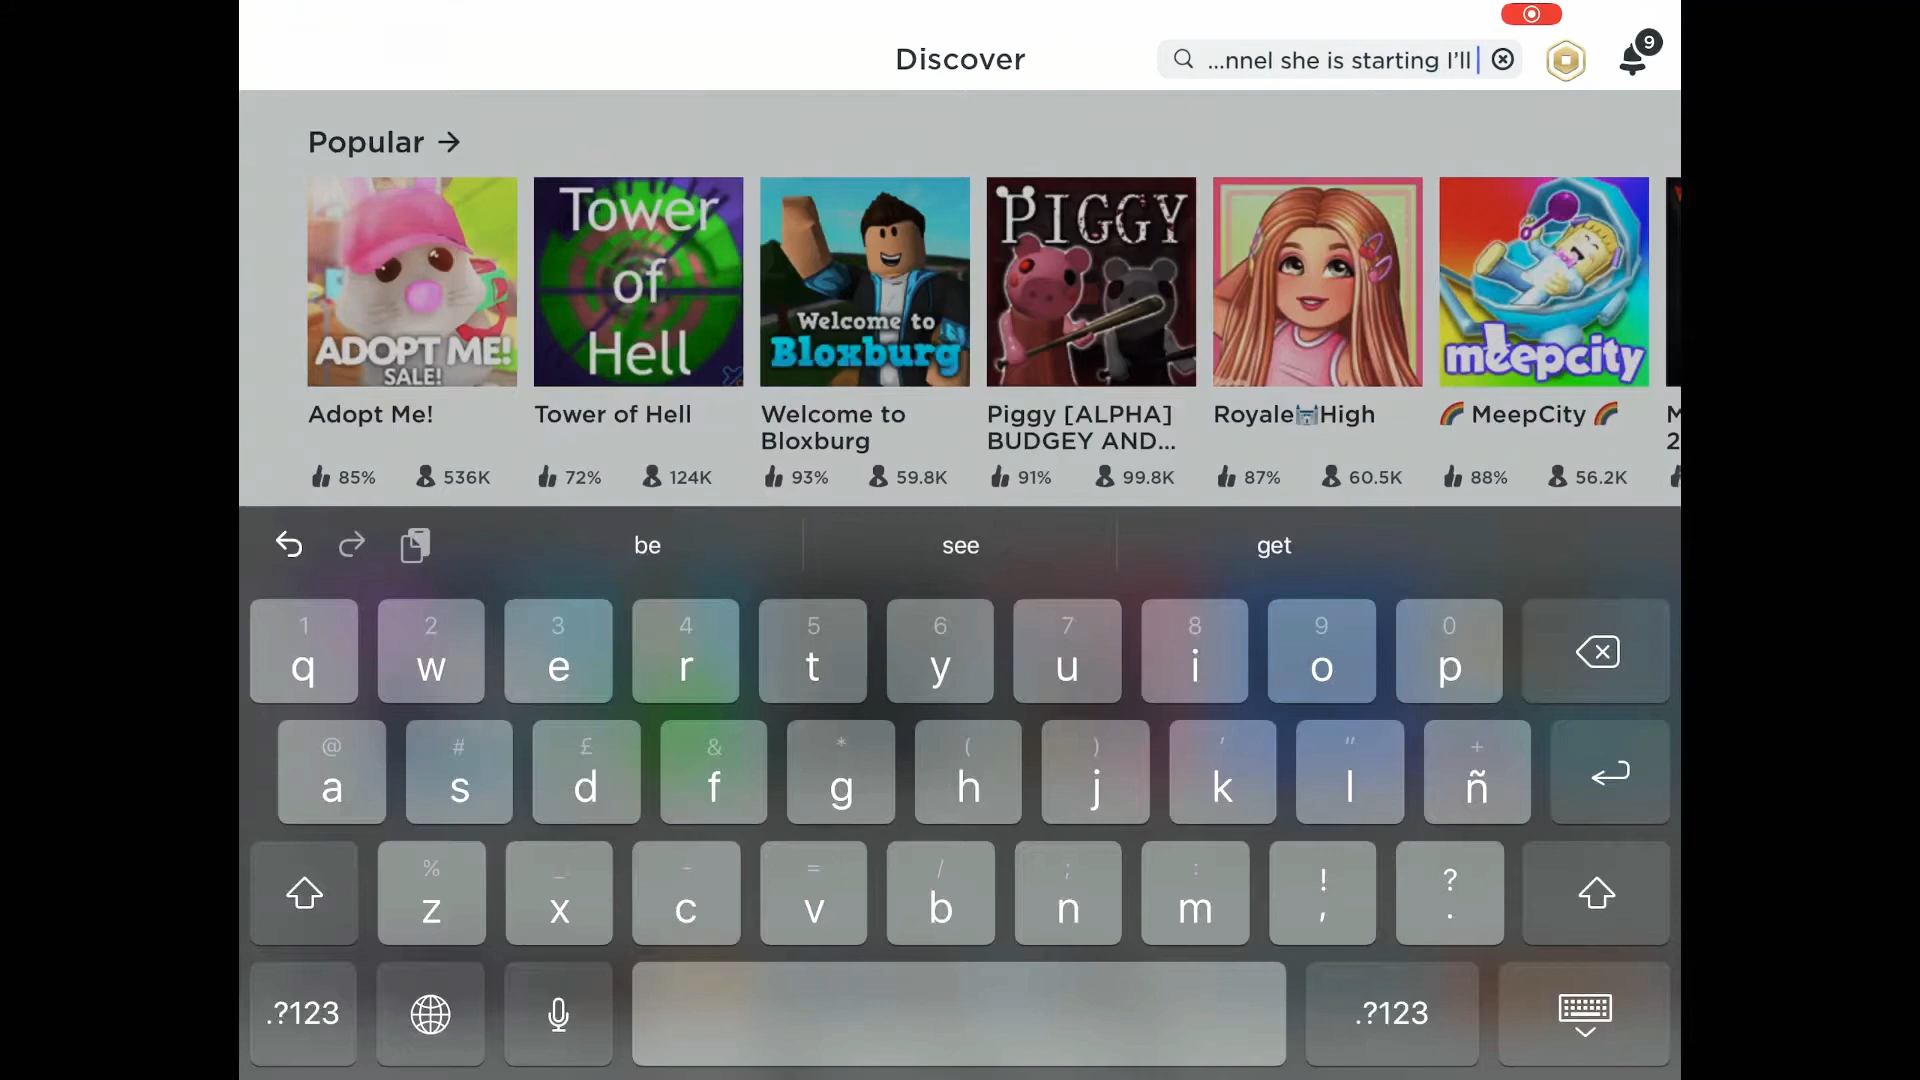 Discover
...nnel she is starting I'll
9
Popular →
ADOPT ME!
SALE!
Tower
of
Hell
Welcome to
Bloxburg
PIGGY
meepcity
Adopt Me!
Tower of Hell
Welcome to
Bloxburg
Piggy [ALPHA]
BUDGEY AND...
Royale🏰High
🌈 MeepCity 🌈
M
2
85% 536K
72% 124K
93% 59.8K
91% 99.8K
87% 60.5K
88% 56.2K
be see get
1 2 3 4 5 6 7 8 9 0
q w e r t y u i o p
@ # £ & * ( ) ' " +
a s d f g h j k l ñ
% _ - = / ; : ! ?
z x c v b n m , .
.?123 .?123